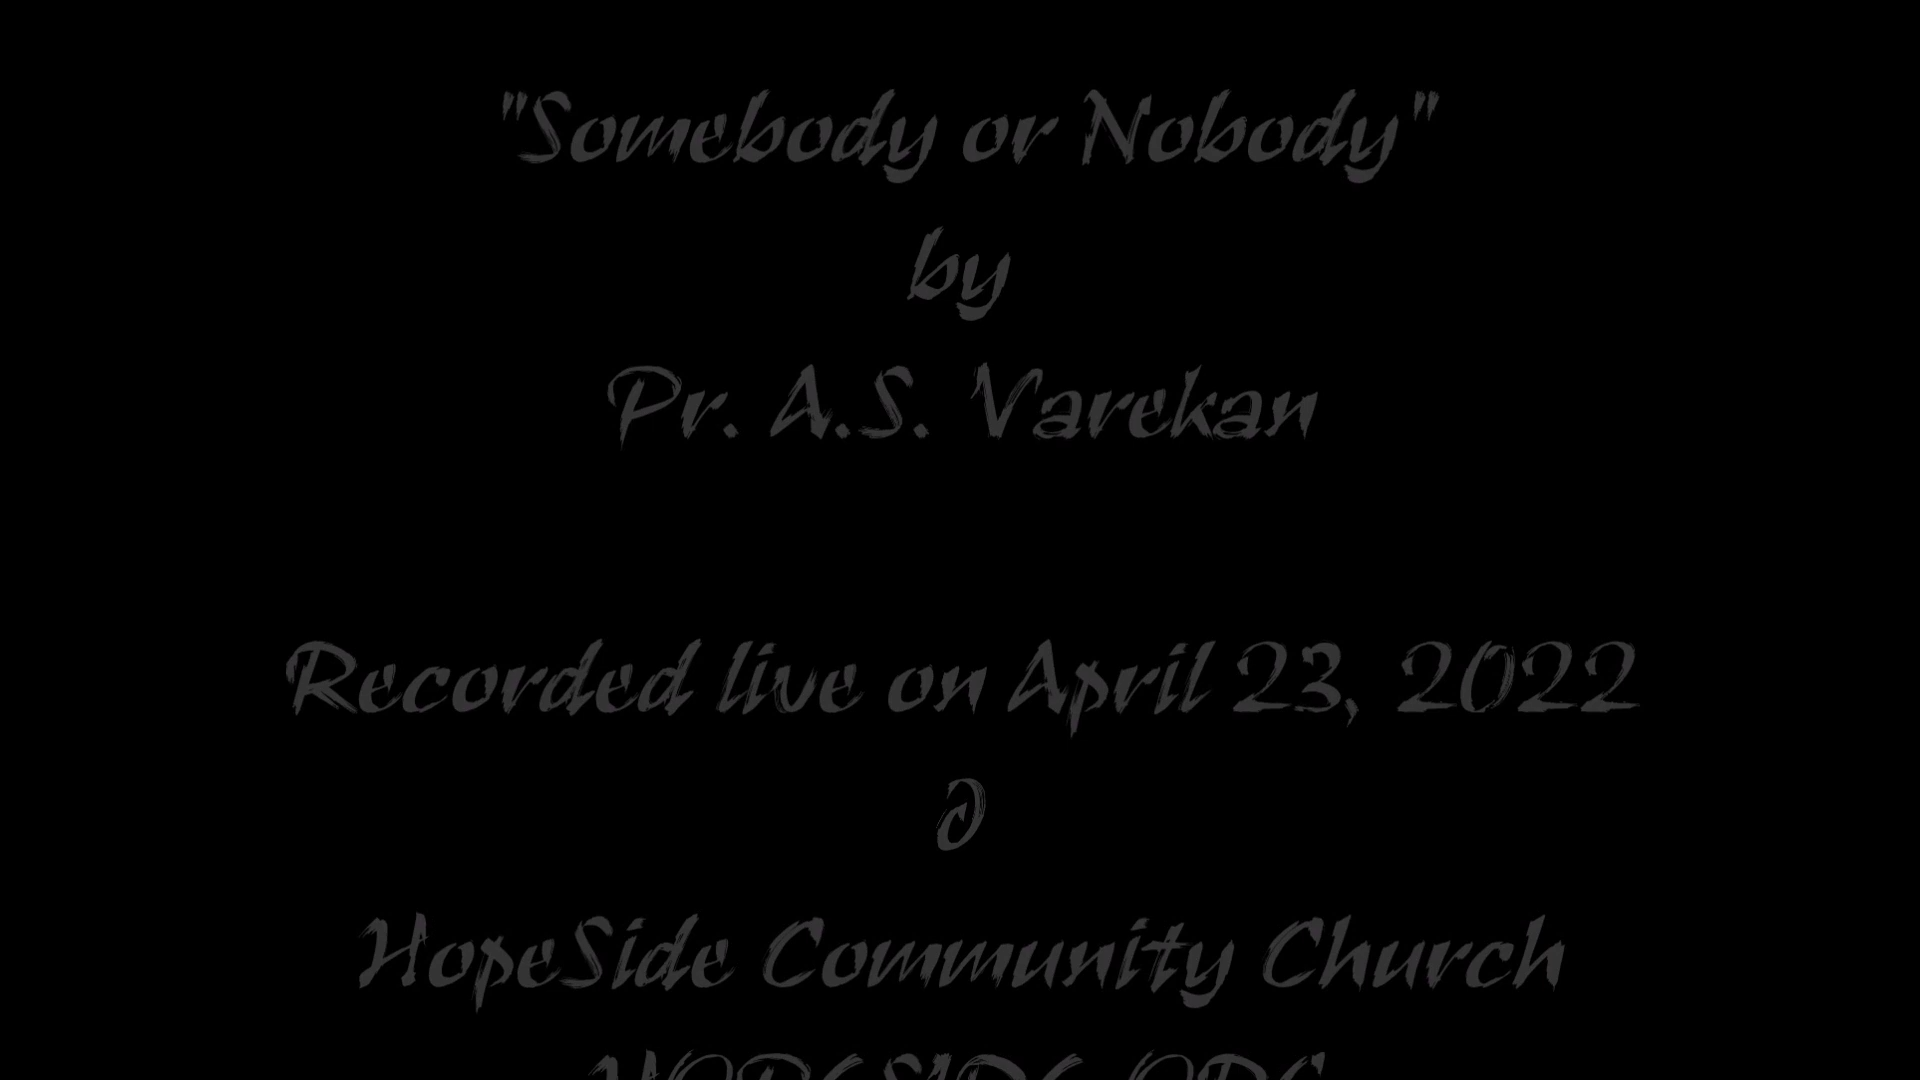 "Somebody or Nobody"
by
Pr. A.S. Varekan
Recorded live on April 23, 2022
@
HopeSide Community Church